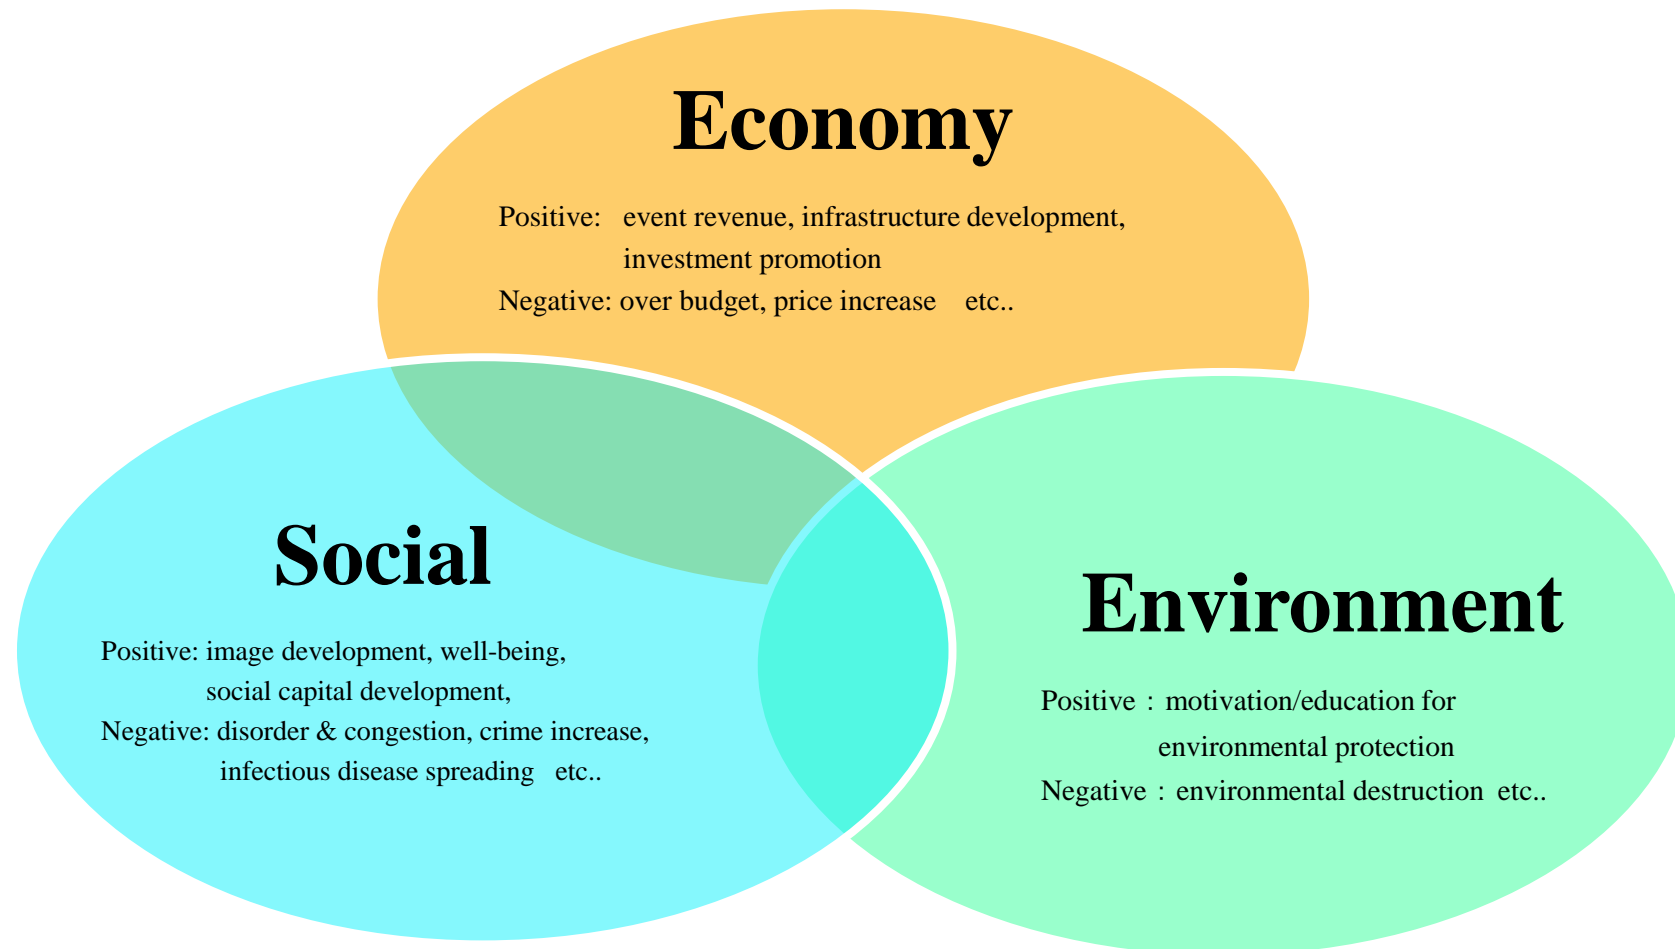 Economy
Positive: event revenue, infrastructure development,
investment promotion
Negative: over budget, price increase etc..
Social
Positive: image development, well-being,
social capital development,
Negative: disorder & congestion, crime increase,
infectious disease spreading etc..
Environment
Positive：motivation/education for
environmental protection
Negative：environmental destruction etc..